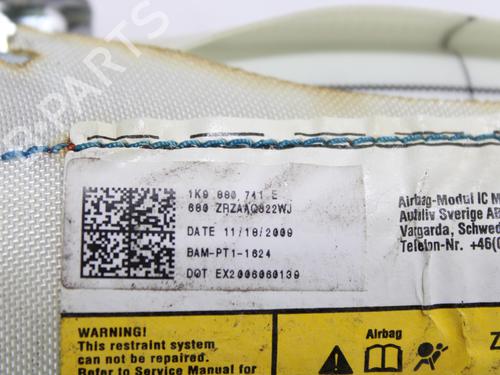 1K9 880 741 E
680 ZRZAAQ822WJ
DATE 11/18/2009
BAM-PT1-1624
DOT EX2006060139
Airbag-Modul IC M
Autoliv Sverige AB
Vargarda, Schwed
Telefon-Nr. +46(0
WARNING!
This restraint system
can not be repaired.
Refer to Service Manual for
Airbag
Z
PARTS